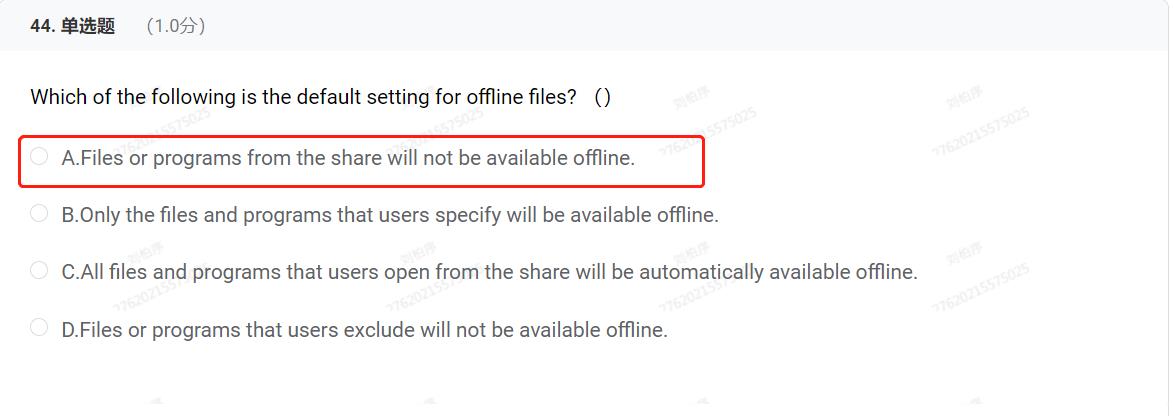 44. 单选题 （1.0分）
Which of the following is the default setting for offline files? （）
A.Files or programs from the share will not be available offline.
B.Only the files and programs that users specify will be available offline.
C.All files and programs that users open from the share will be automatically available offline.
D.Files or programs that users exclude will not be available offline.